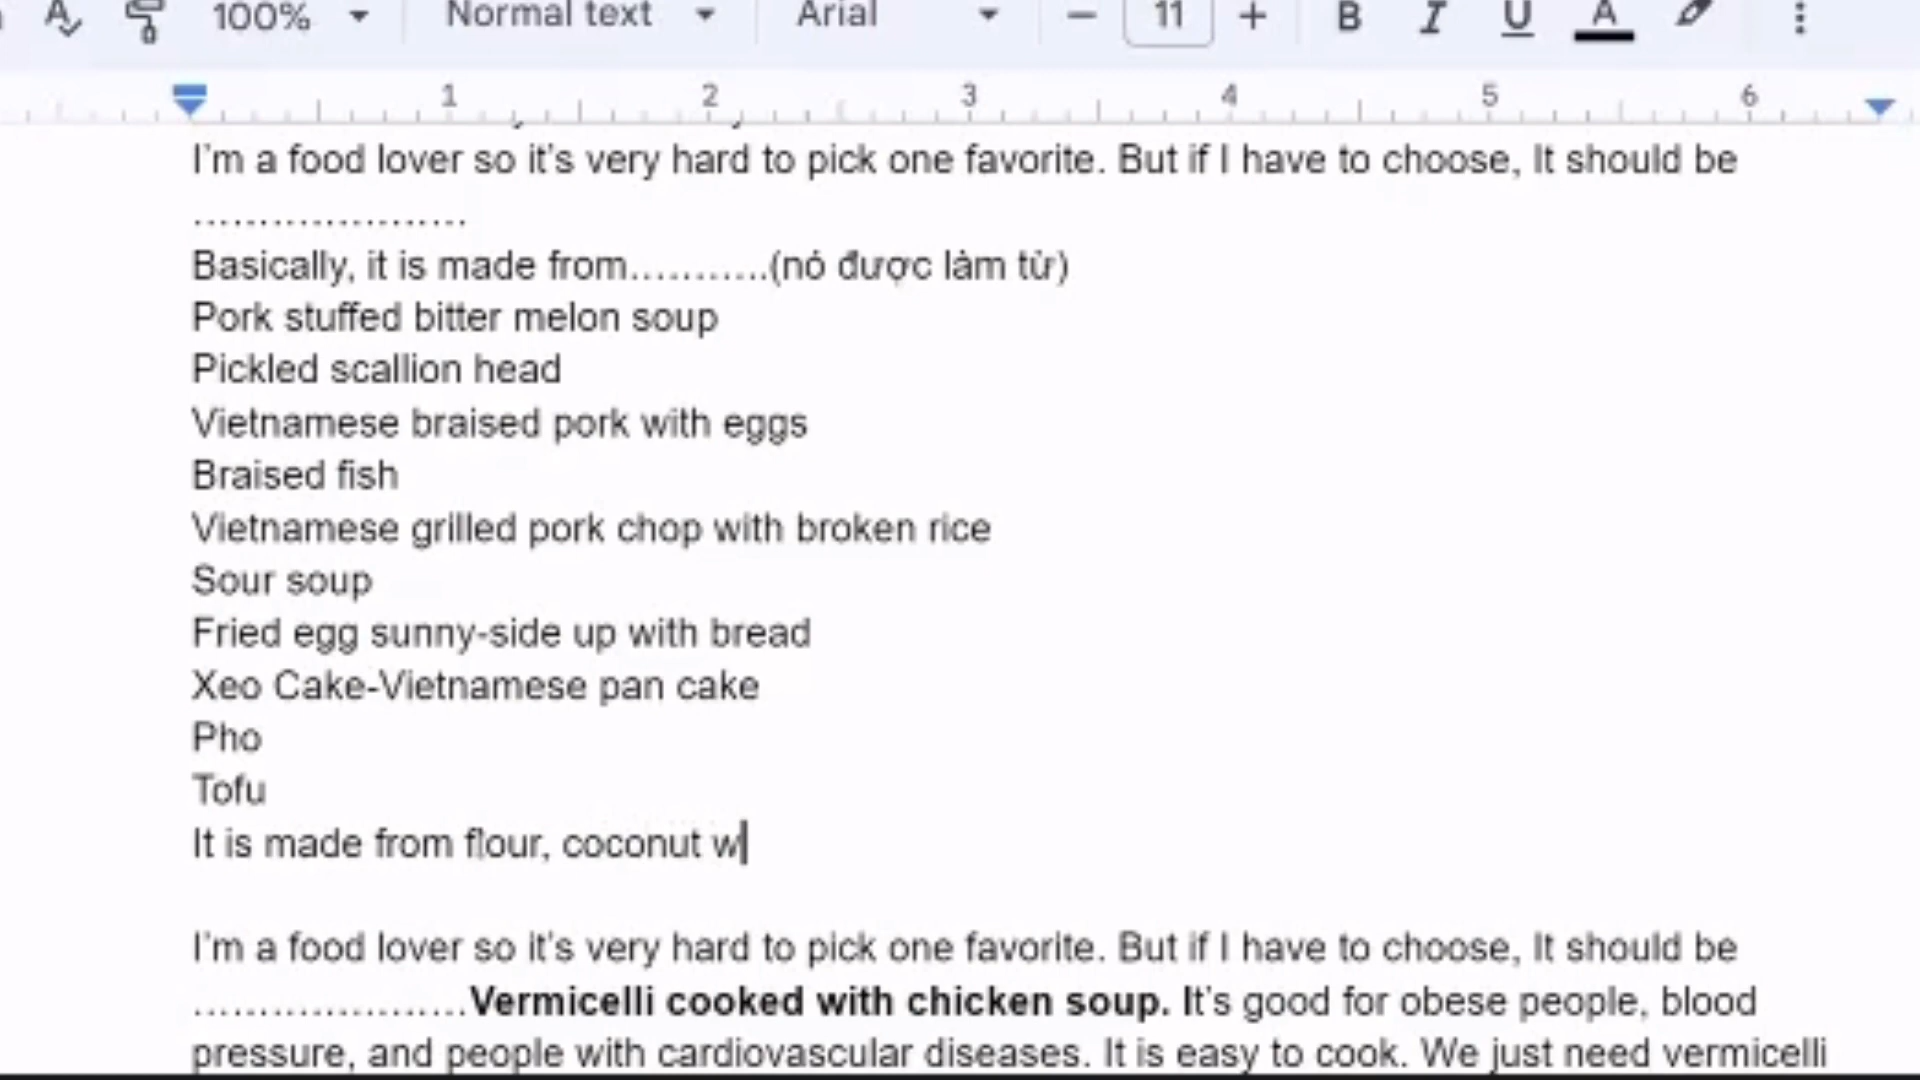 100% Normal text Arial 11 B I U A
1 2 3 4 5 6
I'm a food lover so it's very hard to pick one favorite. But if I have to choose, It should be
…………………
Basically, it is made from………..(nó được làm từ)
Pork stuffed bitter melon soup
Pickled scallion head
Vietnamese braised pork with eggs
Braised fish
Vietnamese grilled pork chop with broken rice
Sour soup
Fried egg sunny-side up with bread
Xeo Cake-Vietnamese pan cake
Pho
Tofu
It is made from flour, coconut w
I'm a food lover so it's very hard to pick one favorite. But if I have to choose, It should be
…………………Vermicelli cooked with chicken soup. It's good for obese people, blood
pressure, and people with cardiovascular diseases. It is easy to cook. We just need vermicelli